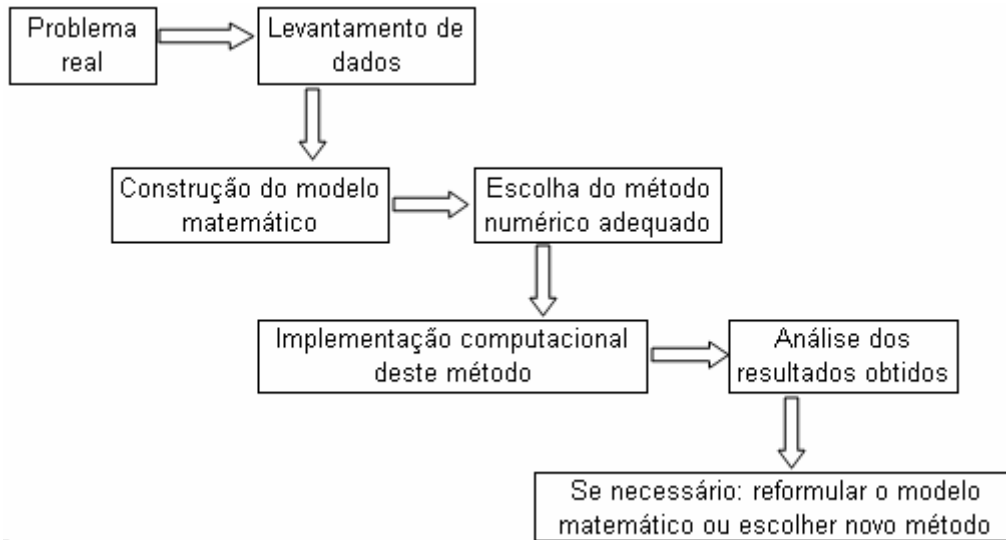 Problema
real
Levantamento de
dados
Construção do modelo
matemático
Escolha do método
numérico adequado
Implementação computacional
deste método
Análise dos
resultados obtidos
Se necessário: reformular o modelo
matemático ou escolher novo método